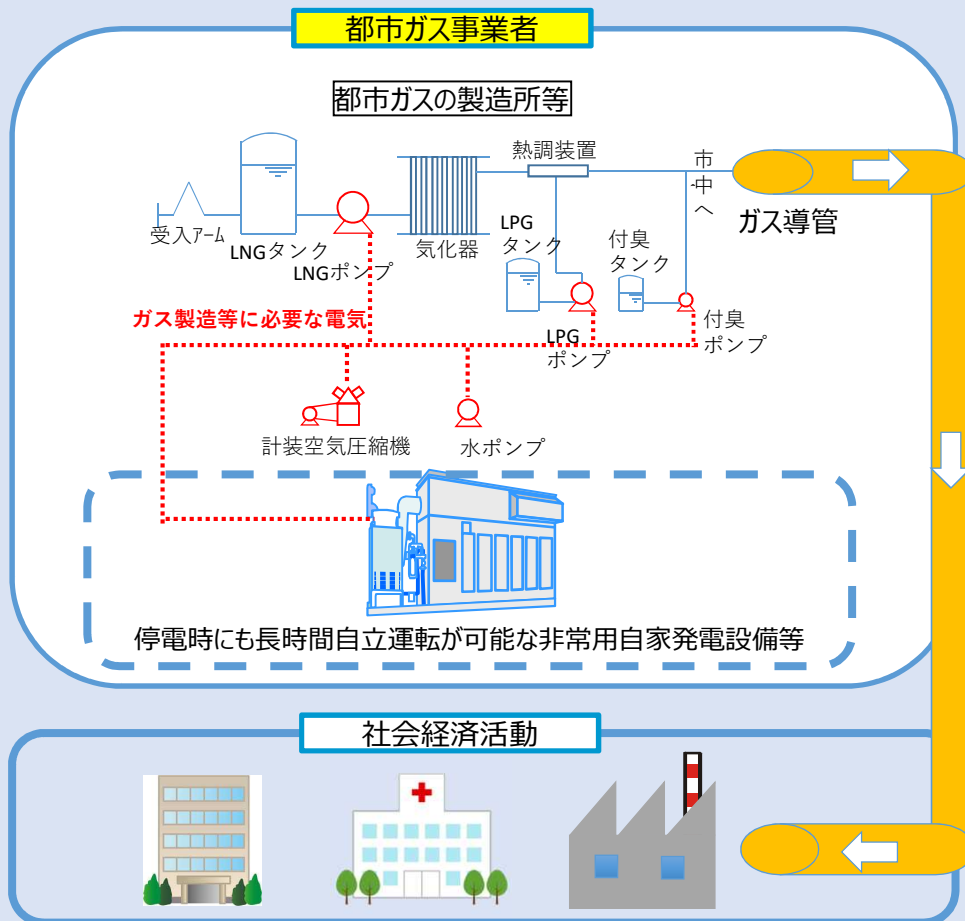 都市ガス事業者
都市ガスの製造所等
熱調装置
市中へ
受入アーム
LNGタンク
LNGポンプ
気化器
LPG
タンク
付臭
タンク
ガス導管
ガス製造等に必要な電気
LPG
ポンプ
付臭
ポンプ
計装空気圧縮機
水ポンプ
停電時にも長時間自立運転が可能な非常用自家発電設備等
社会経済活動